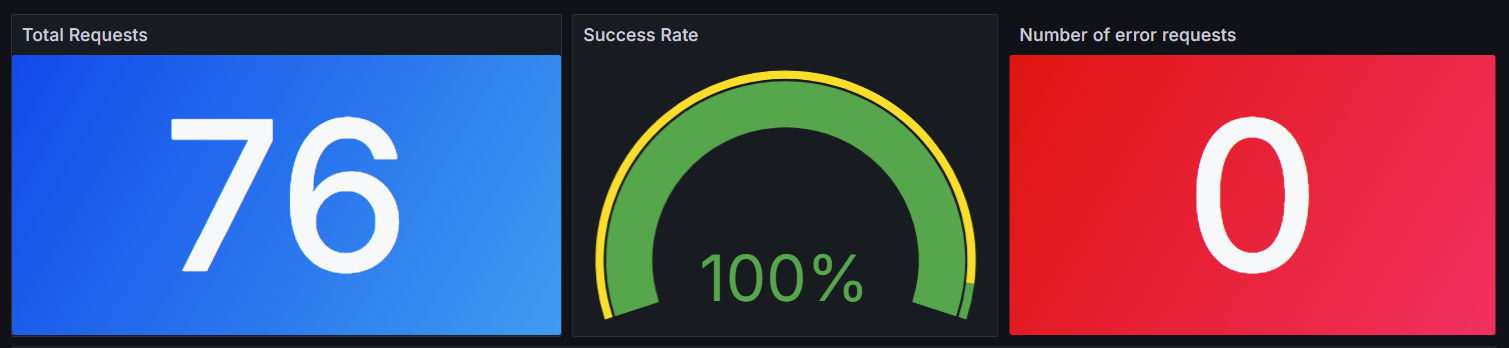 Total Requests
76
Success Rate
100%
Number of error requests
0